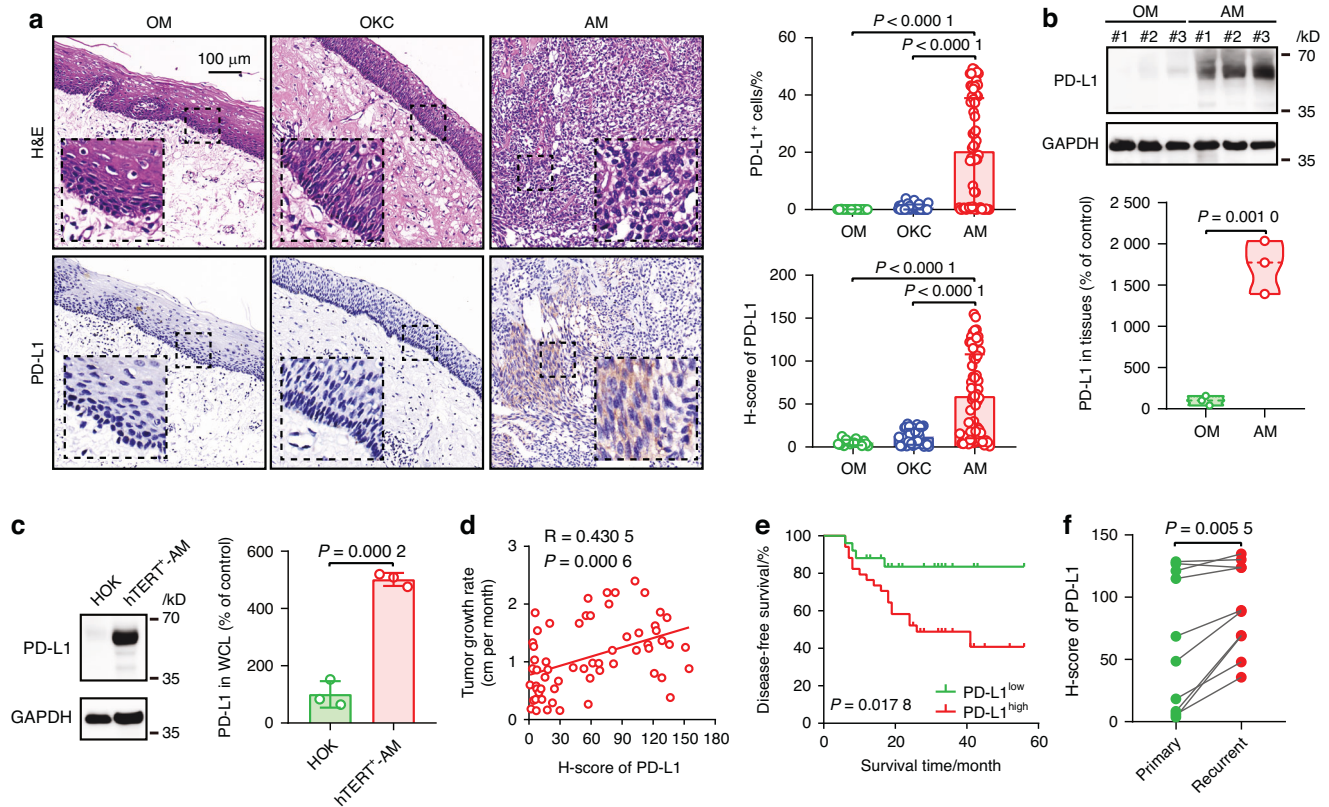 a
OM
OKC
AM
H&E
100 μm
PD-L1
PD-L1⁺ cells/%
60
40
20
0
P < 0.000 1
P < 0.000 1
OM
OKC
AM
H-score of PD-L1
200
150
100
50
0
P < 0.000 1
P < 0.000 1
OM
OKC
AM
b
OM
AM
#1 #2 #3 #1 #2 #3
/kD
PD-L1
70
35
GAPDH
35
PD-L1 in tissues (% of control)
2 500
2 000
1 500
1 000
500
0
P = 0.001 0
OM
AM
c
HOK
hTERT⁺-AM
/kD
PD-L1
70
35
GAPDH
35
PD-L1 in WCL (% of control)
600
400
200
0
P = 0.000 2
HOK
hTERT⁺-AM
d
R = 0.430 5
P = 0.000 6
Tumor growth rate
(cm per month)
3
2
1
0
0 30 60 90 120 150 180
H-score of PD-L1
e
Disease-free survival/%
100
80
60
40
20
0
P = 0.017 8
PD-L1low
PD-L1high
0 20 40 60
Survival time/month
f
H-score of PD-L1
150
100
50
0
P = 0.005 5
Primary
Recurrent